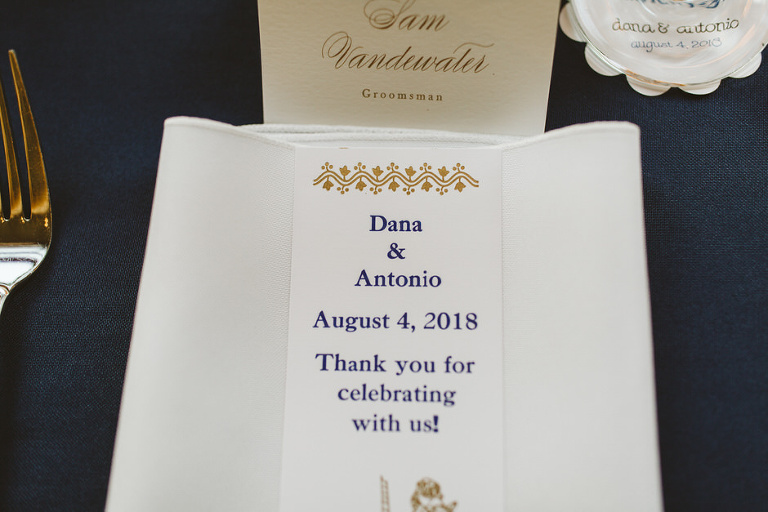 Sam
Vandewater
Groomsman
dana & antonio
august 4, 2018
Dana
&
Antonio
August 4, 2018
Thank you for
celebrating
with us!